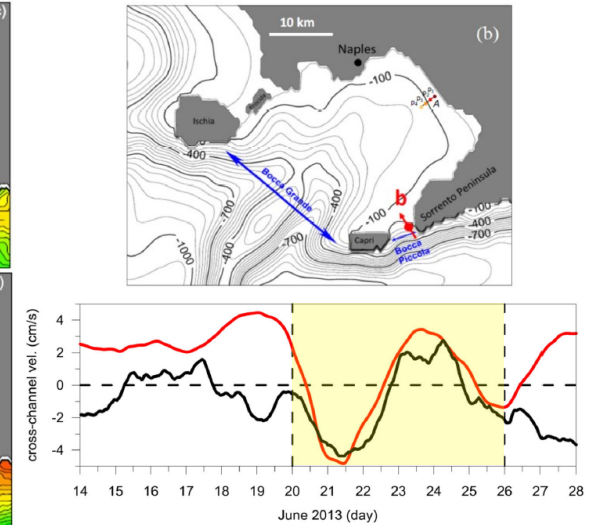 10 km
(b)
Naples
-100
A
Ischia
-400
Bocca Grande
-400
-700
-1000
-700
-100
b
Sorrento Peninsula
Capri
Bocca
Piccola
-100
-400
-700
cross-channel vel. (cm/s)
4
2
0
-2
-4
14 15 16 17 18 19 20 21 22 23 24 25 26 27 28
June 2013 (day)